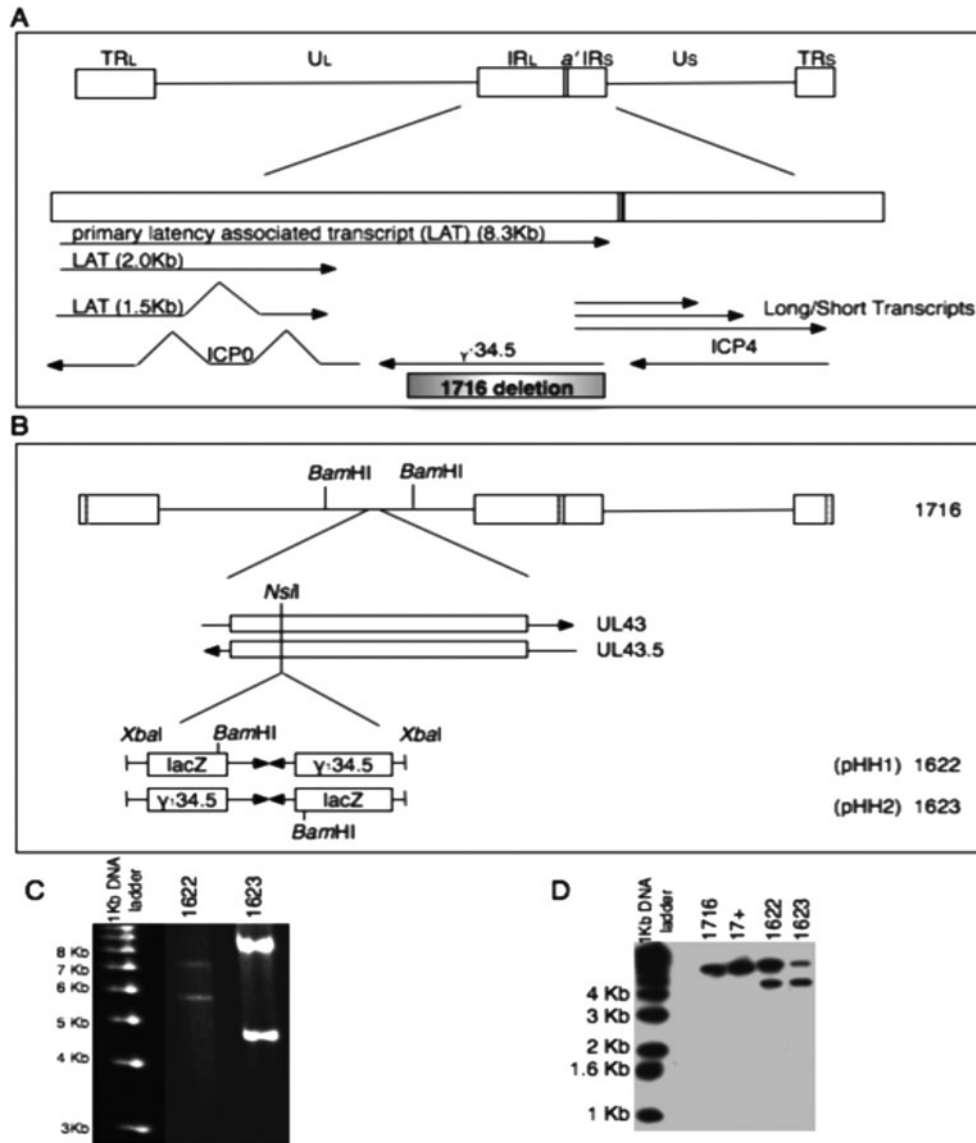 A
TRL UL IRL a' IRS US TRS
primary latency associated transcript (LAT) (8.3Kb)
LAT (2.0Kb)
LAT (1.5Kb)
Long/Short Transcripts
ICP0
γ·34.5
ICP4
1716 deletion
B
BamHI BamHI
1716
NsiI
UL43
UL43.5
XbaI BamHI XbaI
lacZ γ₁34.5 (pHH1) 1622
γ₁34.5 lacZ (pHH2) 1623
BamHI
C
1Kb DNA ladder
1622
1623
8 Kb
7 Kb
6 Kb
5 Kb
4 Kb
3Kb
D
1Kb DNA ladder
1716
17+
1622
1623
4 Kb
3 Kb
2 Kb
1.6 Kb
1 Kb